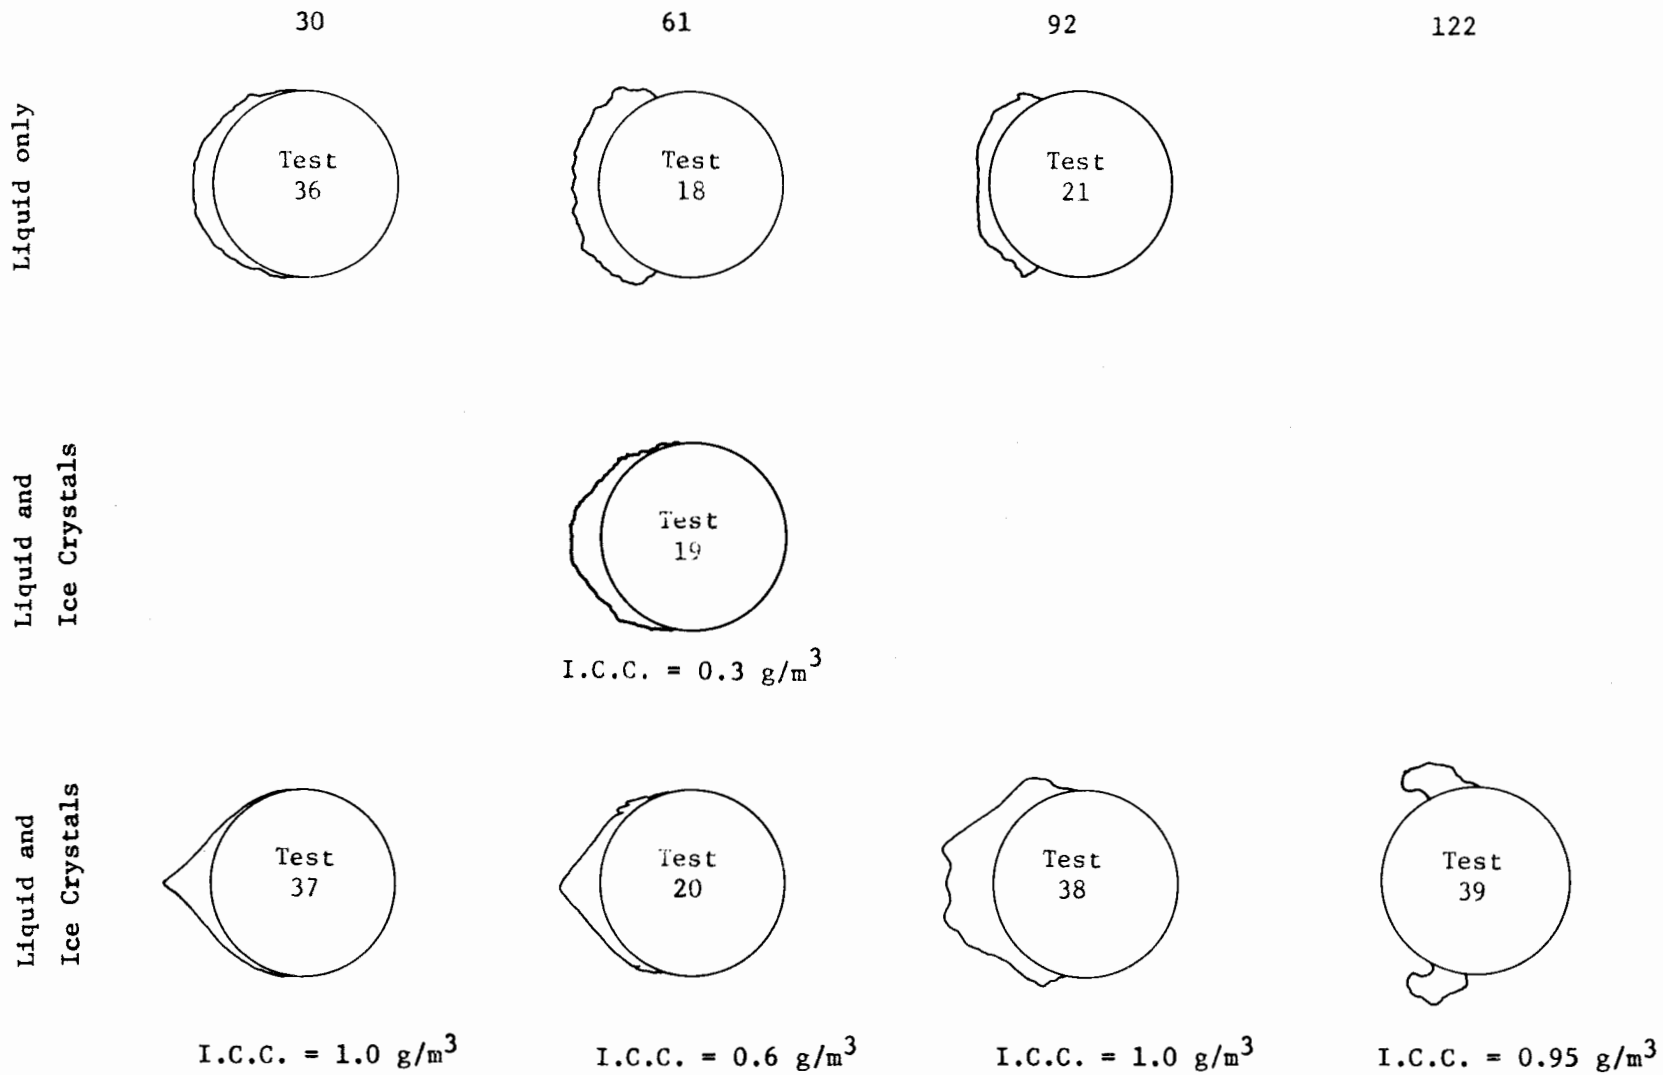 30 61 92 122
Liquid only
Test
36
Test
18
Test
21
Liquid and
Ice Crystals
Test
19
I.C.C. = 0.3 g/m³
Liquid and
Ice Crystals
Test
37
Test
20
Test
38
Test
39
I.C.C. = 1.0 g/m³
I.C.C. = 0.6 g/m³
I.C.C. = 1.0 g/m³
I.C.C. = 0.95 g/m³